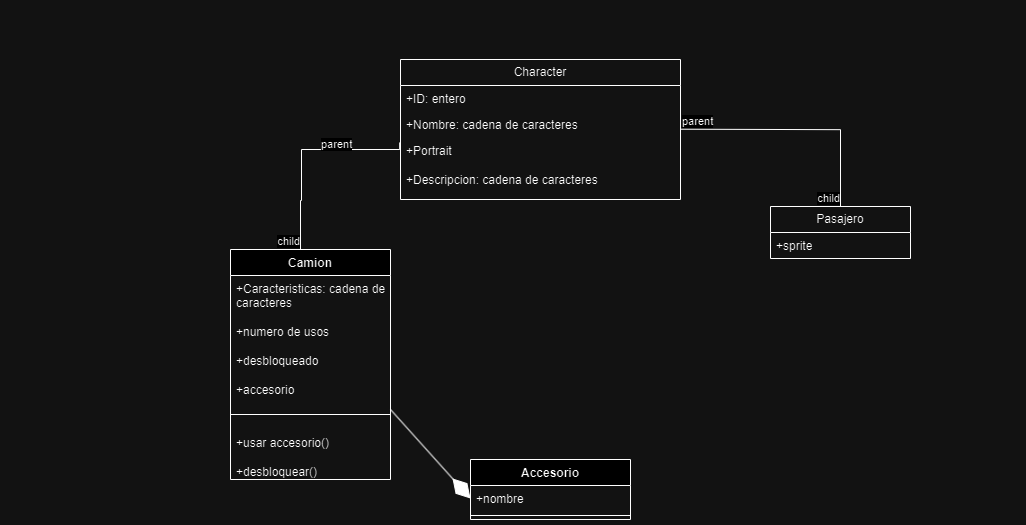 Character
+ID: entero
+Nombre: cadena de caracteres
+Portrait
+Descripcion: cadena de caracteres
parent
child
parent
child
Camion
+Caracteristicas: cadena de
caracteres
+numero de usos
+desbloqueado
+accesorio
+usar accesorio()
+desbloquear()
Pasajero
+sprite
Accesorio
+nombre